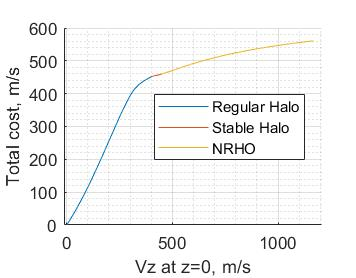 600
500
400
300
200
100
0
Total cost, m/s
Regular Halo
Stable Halo
NRHO
0
500
1000
Vz at z=0, m/s